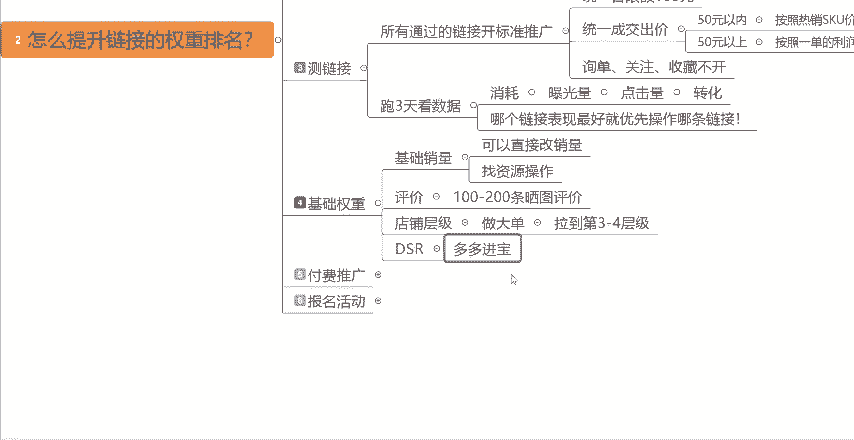 2 怎么提升链接的权重排名？
3 测链接
所有通过的链接开标准推广
统一成交出价
50元以内 按照热销SKU价
50元以上 按照一单的利润
询单、关注、收藏不开
跑3天看数据
消耗 曝光量 点击量 转化
哪个链接表现最好就优先操作哪条链接！
4 基础权重
基础销量
可以直接改销量
找资源操作
评价 100-200条晒图评价
店铺层级 做大单 拉到第3-4层级
DSR 多多进宝
付费推广
报名活动